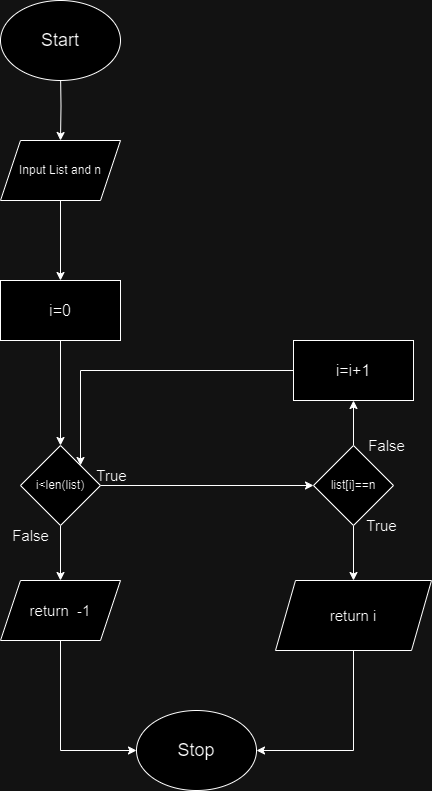 Start
Input List and n
i=0
i=i+1
False
i<len(list)
True
list[i]==n
False
True
return -1
return i
Stop